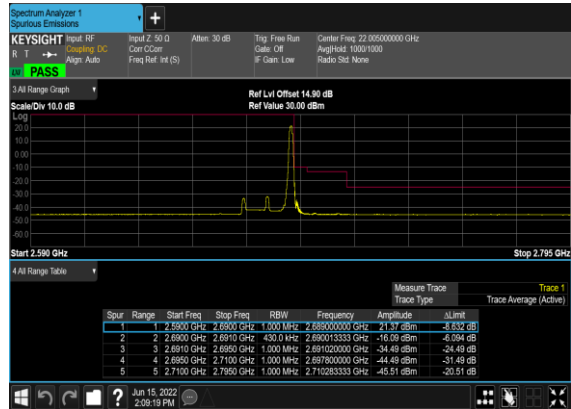 Spectrum Analyzer 1
Spurious Emissions
KEYSIGHT Input: RF Input Z: 50 Ω Atten: 30 dB Trig: Free Run Center Freq: 22.005000000 GHz
R T Coupling: DC Corr CCorr Gate: Off Avg|Hold: 1000/1000
Align: Auto Freq Ref: Int (S) IF Gain: Low Radio Std: None
PASS
3 All Range Graph
Ref Lvl Offset 14.90 dB
Scale/Div 10.0 dB Ref Value 30.00 dBm
Log
20.0
10.0
0.00
-10.0
-20.0
-30.0
-40.0
-50.0
-60.0
Start 2.590 GHz Stop 2.795 GHz
4 All Range Table
Measure Trace Trace 1
Trace Type Trace Average (Active)
Spur Range Start Freq Stop Freq RBW Frequency Amplitude ΔLimit
1 1 2.5900 GHz 2.6900 GHz 1.000 MHz 2.689000000 GHz 21.37 dBm -8.632 dB
2 2 2.6900 GHz 2.6910 GHz 430.0 kHz 2.690013333 GHz -16.09 dBm -6.094 dB
3 3 2.6910 GHz 2.6950 GHz 1.000 MHz 2.691020000 GHz -34.49 dBm -24.49 dB
4 4 2.6950 GHz 2.7100 GHz 1.000 MHz 2.697800000 GHz -44.49 dBm -31.49 dB
5 5 2.7100 GHz 2.7950 GHz 1.000 MHz 2.710283333 GHz -45.51 dBm -20.51 dB
Jun 15, 2022
2:09:19 PM